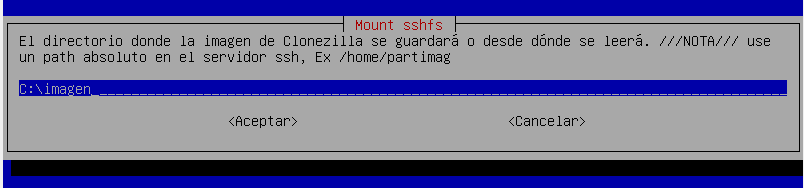 Mount sshfs
El directorio donde la imagen de Clonezilla se guardará o desde dónde se leerá. ///NOTA/// use
un path absoluto en el servidor ssh, Ex /home/partimag
C:\imagen
<Aceptar> <Cancelar>